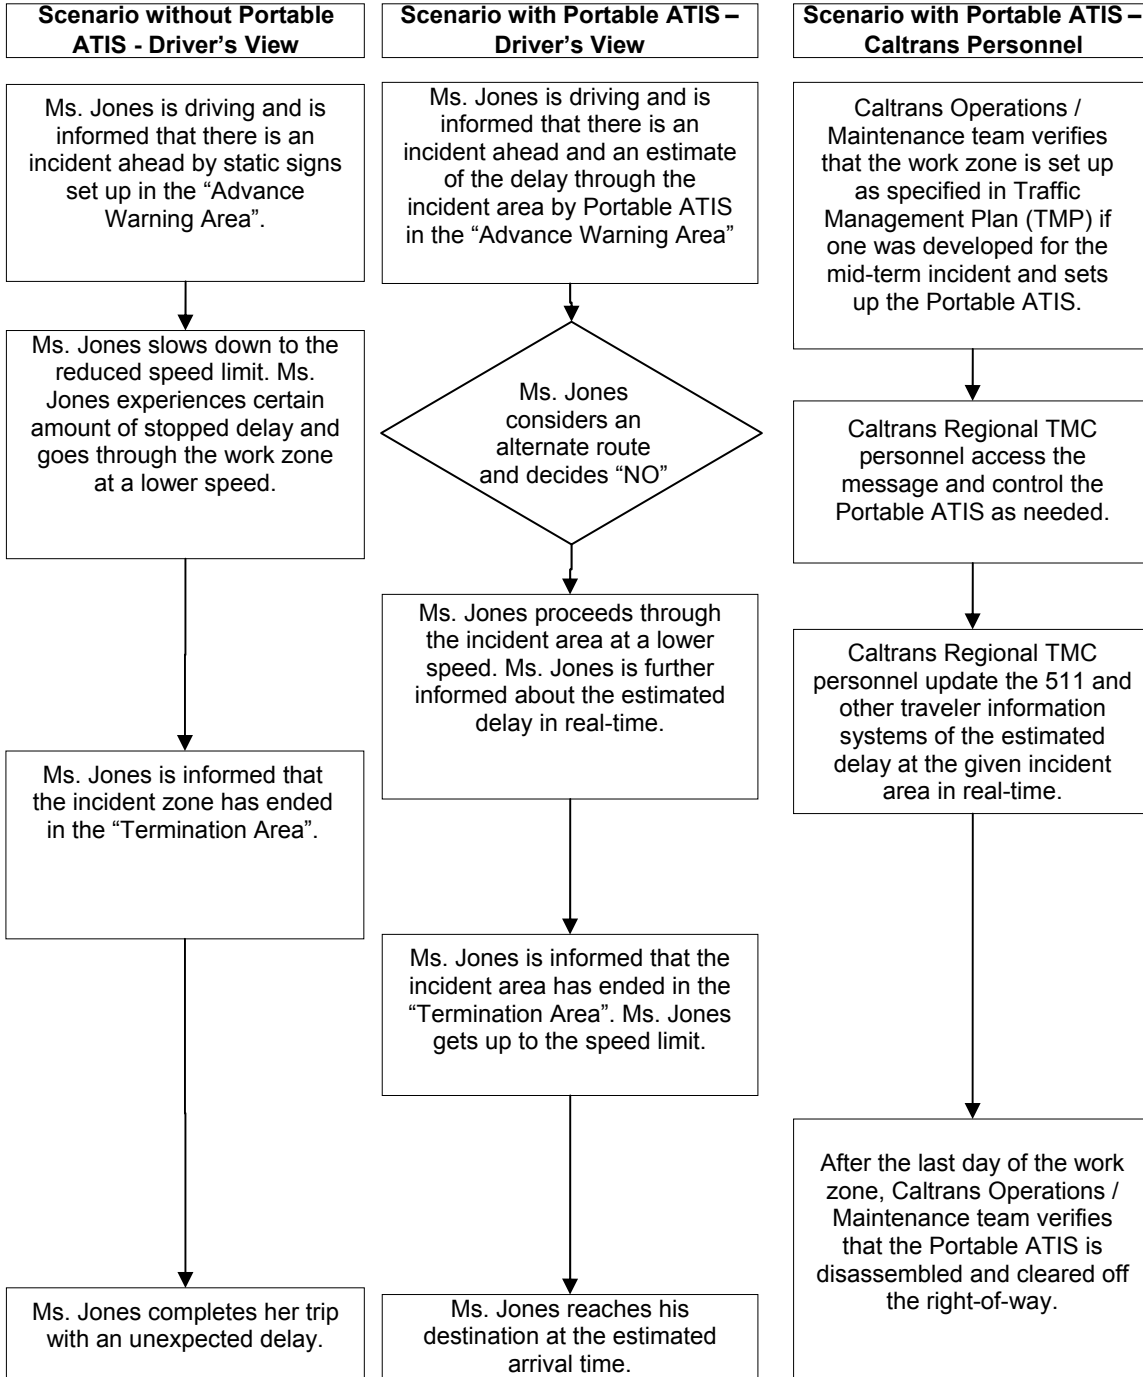 Scenario without Portable
ATIS - Driver’s View
Ms. Jones is driving and is
informed that there is an
incident ahead by static signs
set up in the “Advance
Warning Area”.
Ms. Jones slows down to the
reduced speed limit. Ms.
Jones experiences certain
amount of stopped delay and
goes through the work zone
at a lower speed.
Ms. Jones is informed that
the incident zone has ended
in the “Termination Area”.
Ms. Jones completes her trip
with an unexpected delay.
Scenario with Portable ATIS –
Driver’s View
Ms. Jones is driving and is
informed that there is an
incident ahead and an estimate
of the delay through the
incident area by Portable ATIS
in the “Advance Warning Area”
Ms. Jones
considers an
alternate route
and decides “NO”
Ms. Jones proceeds through
the incident area at a lower
speed. Ms. Jones is further
informed about the estimated
delay in real-time.
Ms. Jones is informed that the
incident area has ended in the
“Termination Area”. Ms. Jones
gets up to the speed limit.
Ms. Jones reaches his
destination at the estimated
arrival time.
Scenario with Portable ATIS –
Caltrans Personnel
Caltrans Operations /
Maintenance team verifies
that the work zone is set up
as specified in Traffic
Management Plan (TMP) if
one was developed for the
mid-term incident and sets
up the Portable ATIS.
Caltrans Regional TMC
personnel access the
message and control the
Portable ATIS as needed.
Caltrans Regional TMC
personnel update the 511 and
other traveler information
systems of the estimated
delay at the given incident
area in real-time.
After the last day of the work
zone, Caltrans Operations /
Maintenance team verifies
that the Portable ATIS is
disassembled and cleared off
the right-of-way.